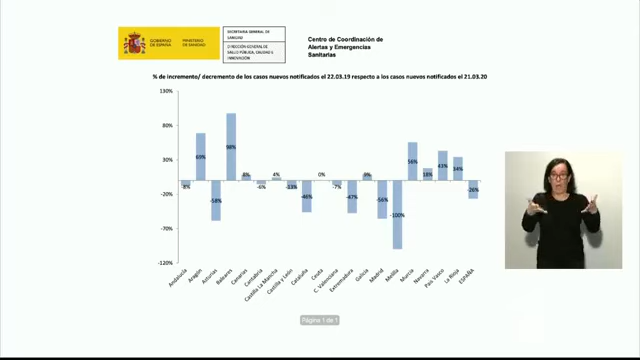 GOBIERNO
DE ESPAÑA
MINISTERIO
DE SANIDAD
SECRETARIA GENERAL DE
SANIDAD
DIRECCIÓN GENERAL DE
SALUD PÚBLICA, CALIDAD E
INNOVACIÓN
Centro de Coordinación de
Alertas y Emergencias
Sanitarias
% de incremento/ decremento de los casos nuevos notificados el 22.03.19 respecto a los casos nuevos notificados el 21.03.20
130%
80%
30%
-20%
-70%
-120%
-8%
69%
-58%
98%
8%
-6%
4%
-13%
-46%
0%
-7%
-47%
9%
-56%
-100%
56%
18%
43%
34%
-26%
Andalucía
Aragón
Asturias
Baleares
Canarias
Cantabria
Castilla La Mancha
Castilla y León
Cataluña
Ceuta
C. Valenciana
Extremadura
Galicia
Madrid
Melilla
Murcia
Navarra
País Vasco
La Rioja
ESPAÑA
Página 1 de 1